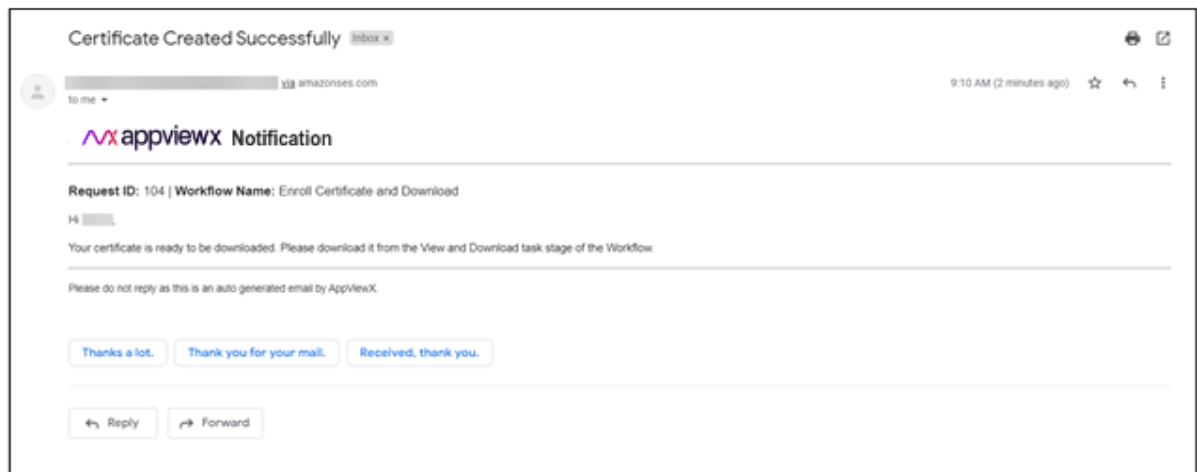 Certificate Created Successfully Inbox ×
via amazonses.com 9:10 AM (2 minutes ago)
to me
appviewx Notification
Request ID: 104 | Workflow Name: Enroll Certificate and Download
Hi ,
Your certificate is ready to be downloaded. Please download it from the View and Download task stage of the Workflow.
Please do not reply as this is an auto generated email by AppViewX.
Thanks a lot. Thank you for your mail. Received, thank you.
Reply Forward